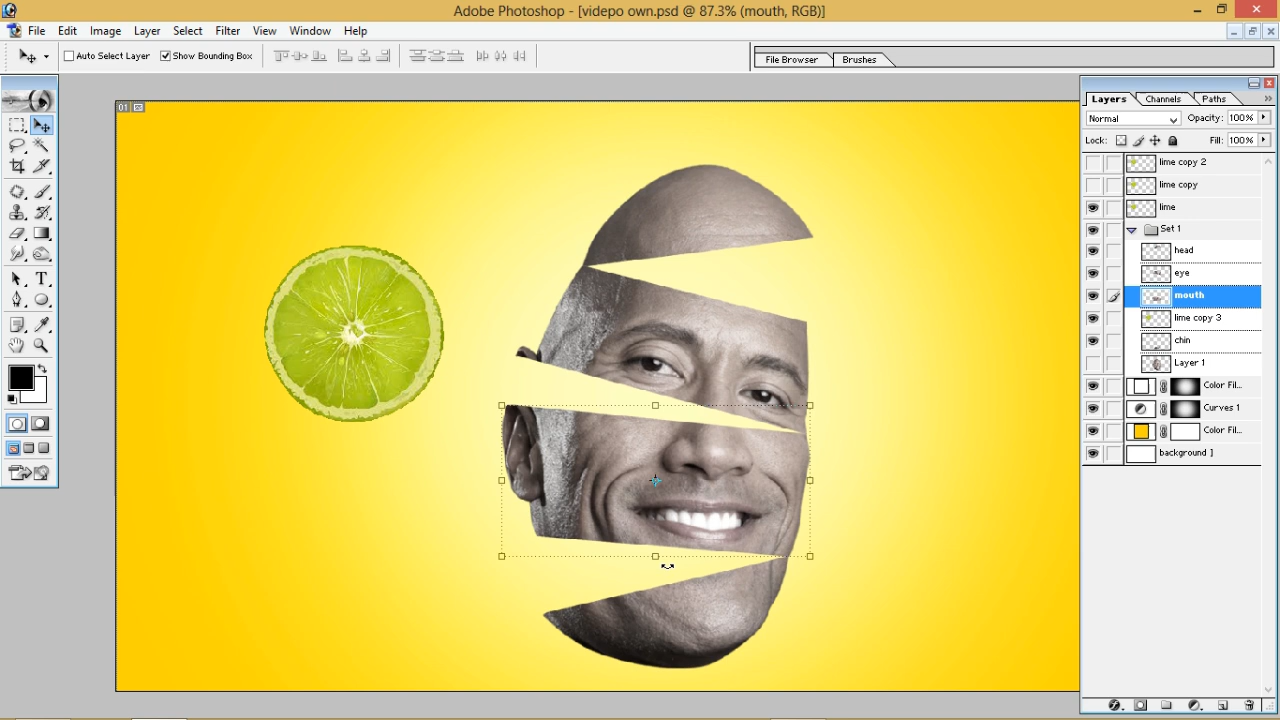 Adobe Photoshop - [videpo own.psd @ 87.3% (mouth, RGB)]
File Edit Image Layer Select Filter View Window Help
Auto Select Layer Show Bounding Box
File Browser Brushes
01
Layers Channels Paths
Normal Opacity: 100%
Lock: Fill: 100%
lime copy 2
lime copy
lime
Set 1
head
eye
mouth
lime copy 3
chin
Layer 1
Color Fil...
Curves 1
Color Fil...
background ]